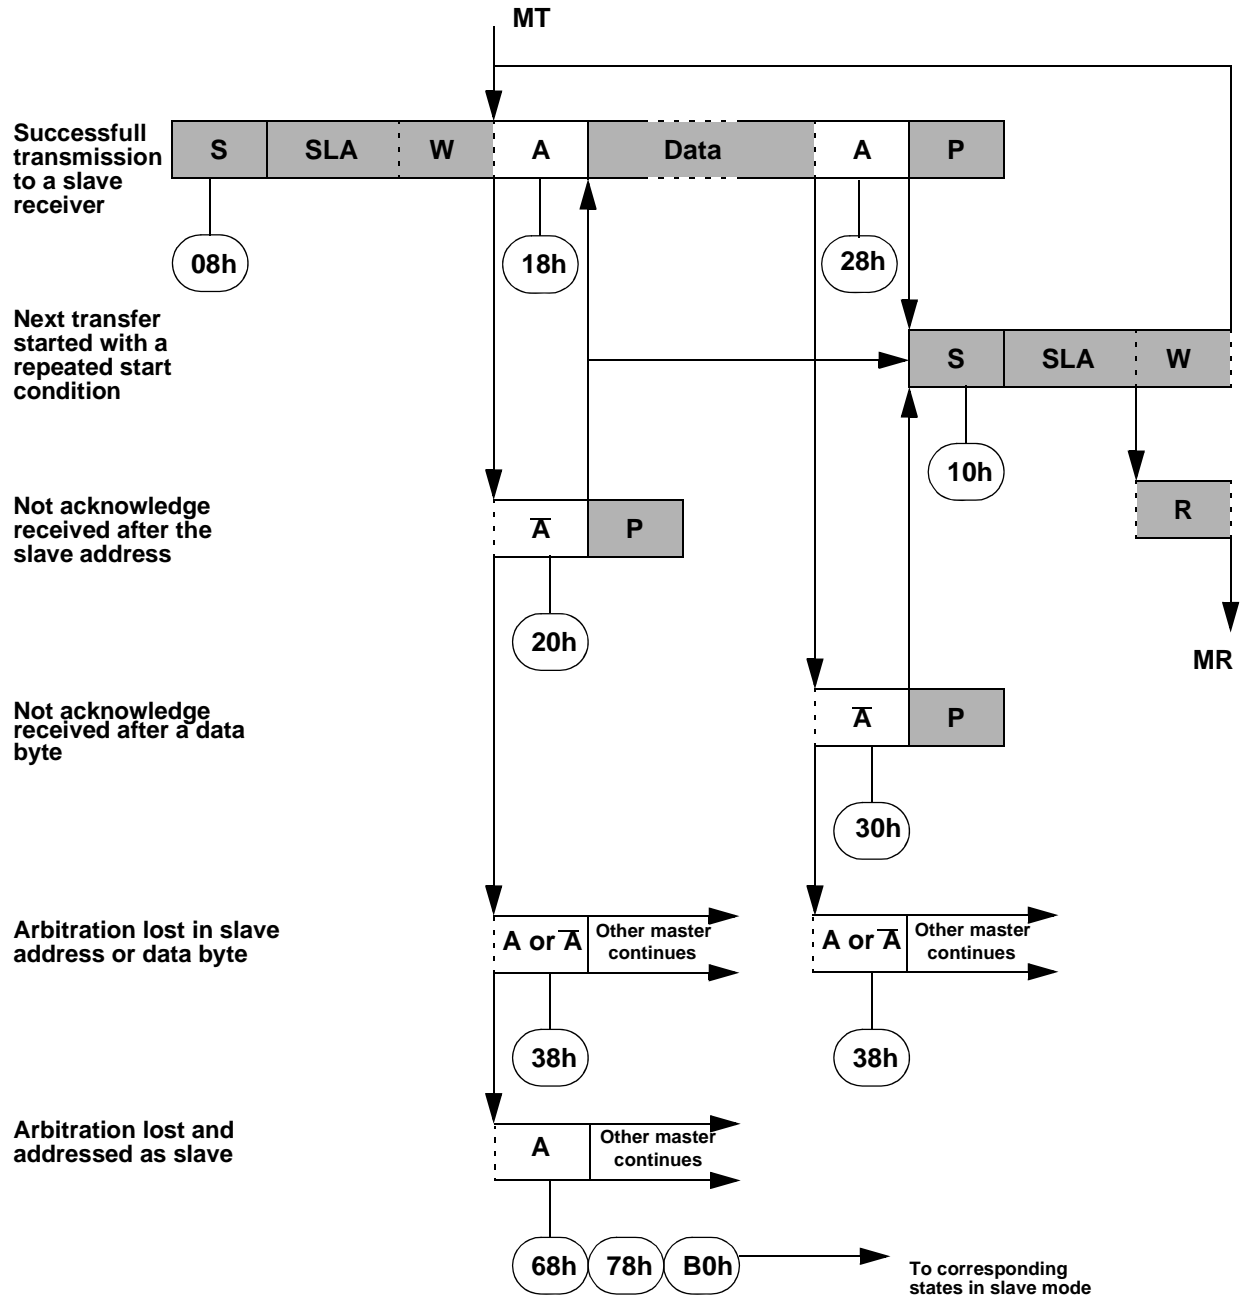 MT
Successfull
transmission
to a slave
receiver
S SLA W A Data A P
08h 18h 28h
Next transfer
started with a
repeated start
condition
S SLA W
10h
Not acknowledge
received after the
slave address
A̅ P
R
20h
MR
Not acknowledge
received after a data
byte
A̅ P
30h
Arbitration lost in slave
address or data byte
A or A̅
Other master
continues
A or A̅
Other master
continues
38h 38h
Arbitration lost and
addressed as slave
A
Other master
continues
68h 78h B0h
To corresponding
states in slave mode